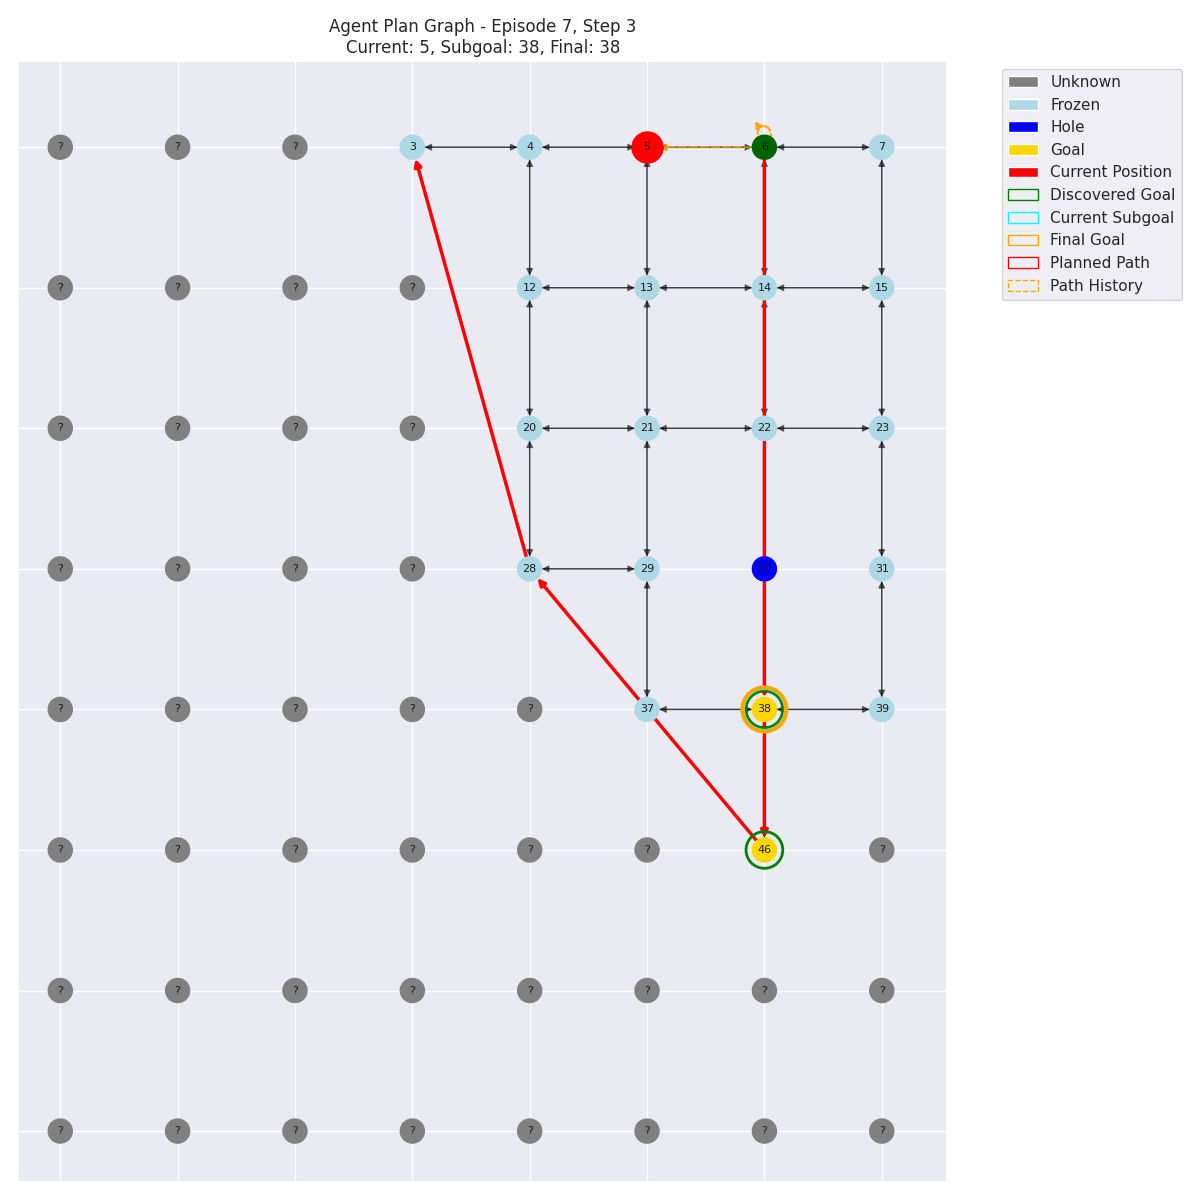 Agent Plan Graph - Episode 7, Step 3
Current: 5, Subgoal: 38, Final: 38
Unknown
Frozen
Hole
Goal
Current Position
Discovered Goal
Current Subgoal
Final Goal
Planned Path
Path History
? ? ? 3 4 5 6 7
? ? ? ? 12 13 14 15
? ? ? ? 20 21 22 23
? ? ? ? 28 29 31
? ? ? ? ? 37 38 39
? ? ? ? ? ? 46 ?
? ? ? ? ? ? ? ?
? ? ? ? ? ? ? ?